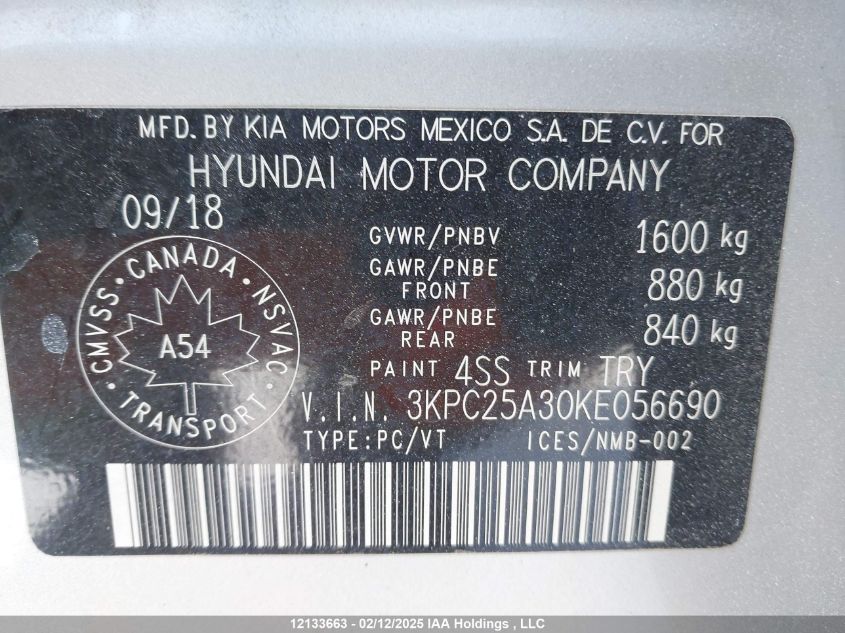 MFD. BY KIA MOTORS MEXICO S.A. DE C.V. FOR
HYUNDAI MOTOR COMPANY
09/18
GVWR/PNBV 1600 kg
GAWR/PNBE FRONT 880 kg
GAWR/PNBE REAR 840 kg
CMVSS · CANADA · NSVAC · TRANSPORT ·
A54
PAINT 4SS TRIM TRY
V.I.N. 3KPC25A30KE056690
TYPE:PC/VT ICES/NMB-002
12133663 - 02/12/2025 IAA Holdings , LLC